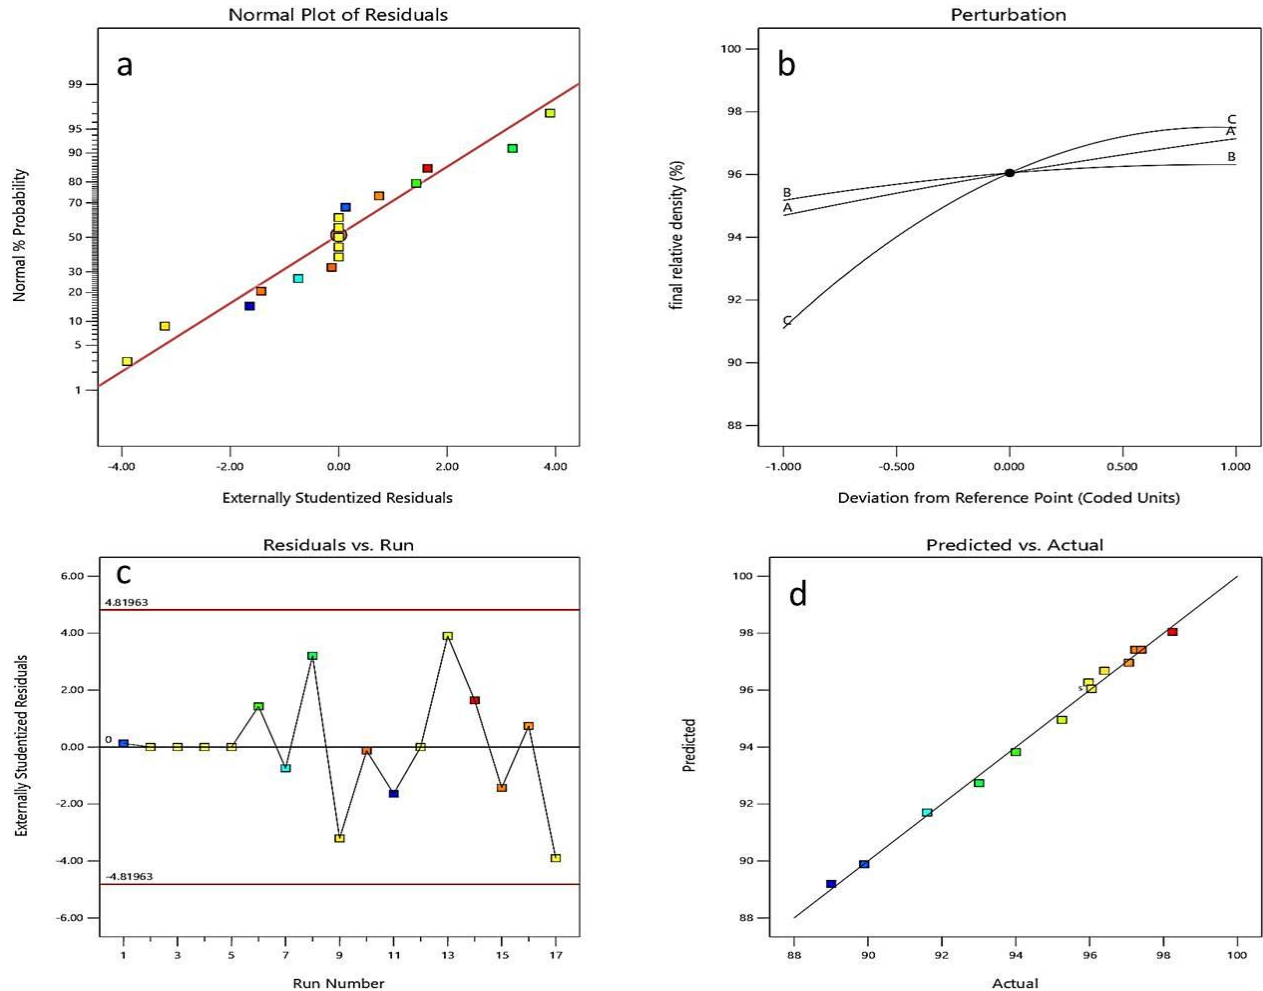 Normal Plot of Residuals
a
99
95
90
80
70
50
30
20
10
5
1
Normal % Probability
-4.00 -2.00 0.00 2.00 4.00
Externally Studentized Residuals
Perturbation
b
100
98
96
94
92
90
88
final relative density (%)
C
A
B
B
A
C
-1.000 -0.500 0.000 0.500 1.000
Deviation from Reference Point (Coded Units)
Residuals vs. Run
c
6.00
4.81963
4.00
2.00
0
0.00
-2.00
-4.00
-4.81963
-6.00
Externally Studentized Residuals
1 3 5 7 9 11 13 15 17
Run Number
Predicted vs. Actual
d
100
98
96
94
92
90
88
Predicted
5
88 90 92 94 96 98 100
Actual